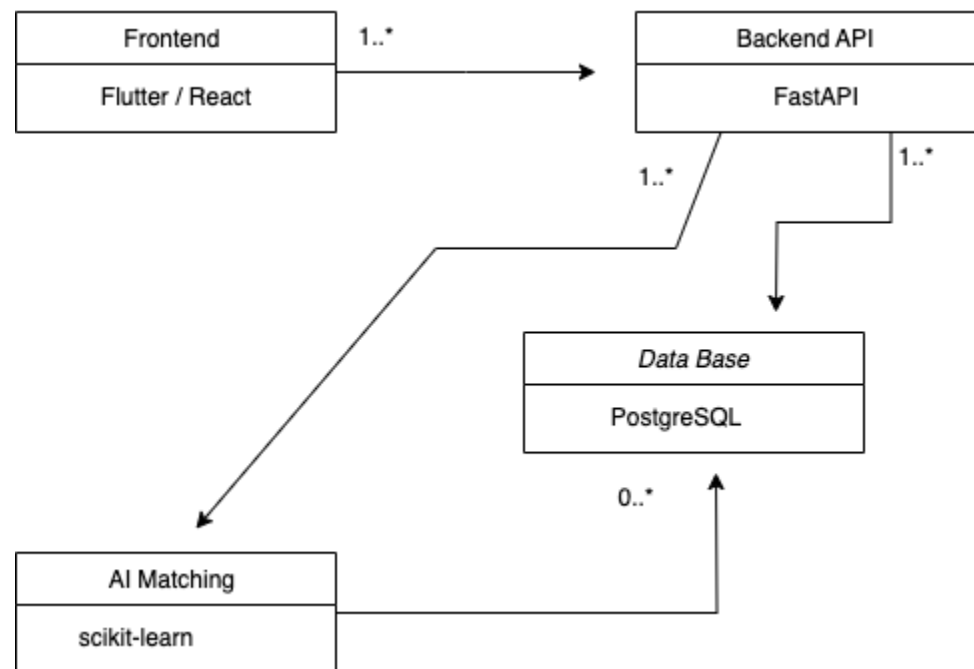 Frontend
1..*
Backend API
Flutter / React
FastAPI
1..*
1..*
Data Base
PostgreSQL
0..*
AI Matching
scikit-learn